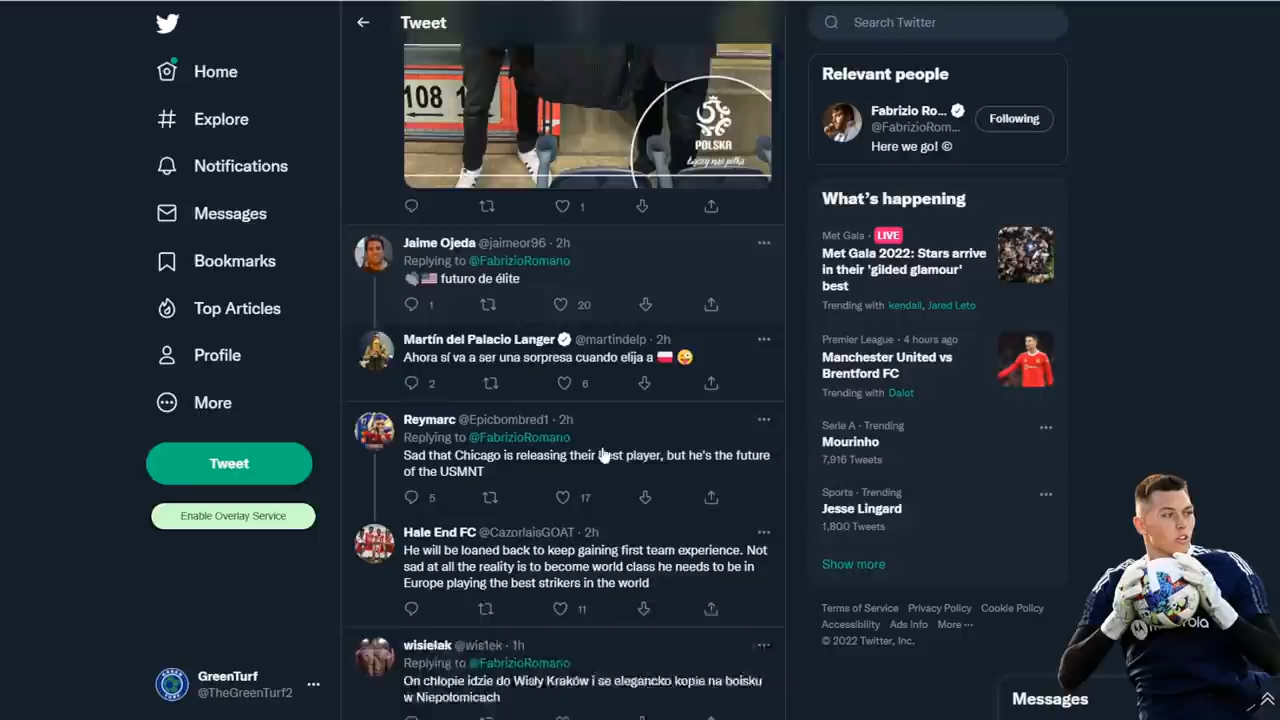 Home
Explore
Notifications
Messages
Bookmarks
Top Articles
Profile
More
Tweet
Enable Overlay Service
GreenTurf
@TheGreenTurf2
Tweet
108 1
POLSKA
Łączy nas piłka
1
Jaime Ojeda @jaimeor96 · 2h
Replying to @FabrizioRomano
futuro de élite
1 20
Martín del Palacio Langer @martindelp · 2h
Ahora sí va a ser una sorpresa cuando elija a
2 6
Reymarc @Epicbombred1 · 2h
Replying to @FabrizioRomano
Sad that Chicago is releasing their best player, but he's the future
of the USMNT
5 17
Hale End FC @CazorlaisGOAT · 2h
He will be loaned back to keep gaining first team experience. Not
sad at all the reality is to become world class he needs to be in
Europe playing the best strikers in the world
11
wisielak @wis1ek · 1h
Replying to @FabrizioRomano
On chłopie idzie do Wisły Kraków i se elegancko kopie na boisku
w Niepołomicach
Search Twitter
Relevant people
Fabrizio Ro...
@FabrizioRom...
Following
Here we go! ©
What's happening
Met Gala · LIVE
Met Gala 2022: Stars arrive
in their 'gilded glamour'
best
Trending with kendall, Jared Leto
Premier League · 4 hours ago
Manchester United vs
Brentford FC
Trending with Dalot
Serie A · Trending
Mourinho
7,916 Tweets
Sports · Trending
Jesse Lingard
1,800 Tweets
Show more
Terms of Service Privacy Policy Cookie Policy
Accessibility Ads Info More ···
© 2022 Twitter, Inc.
Messages